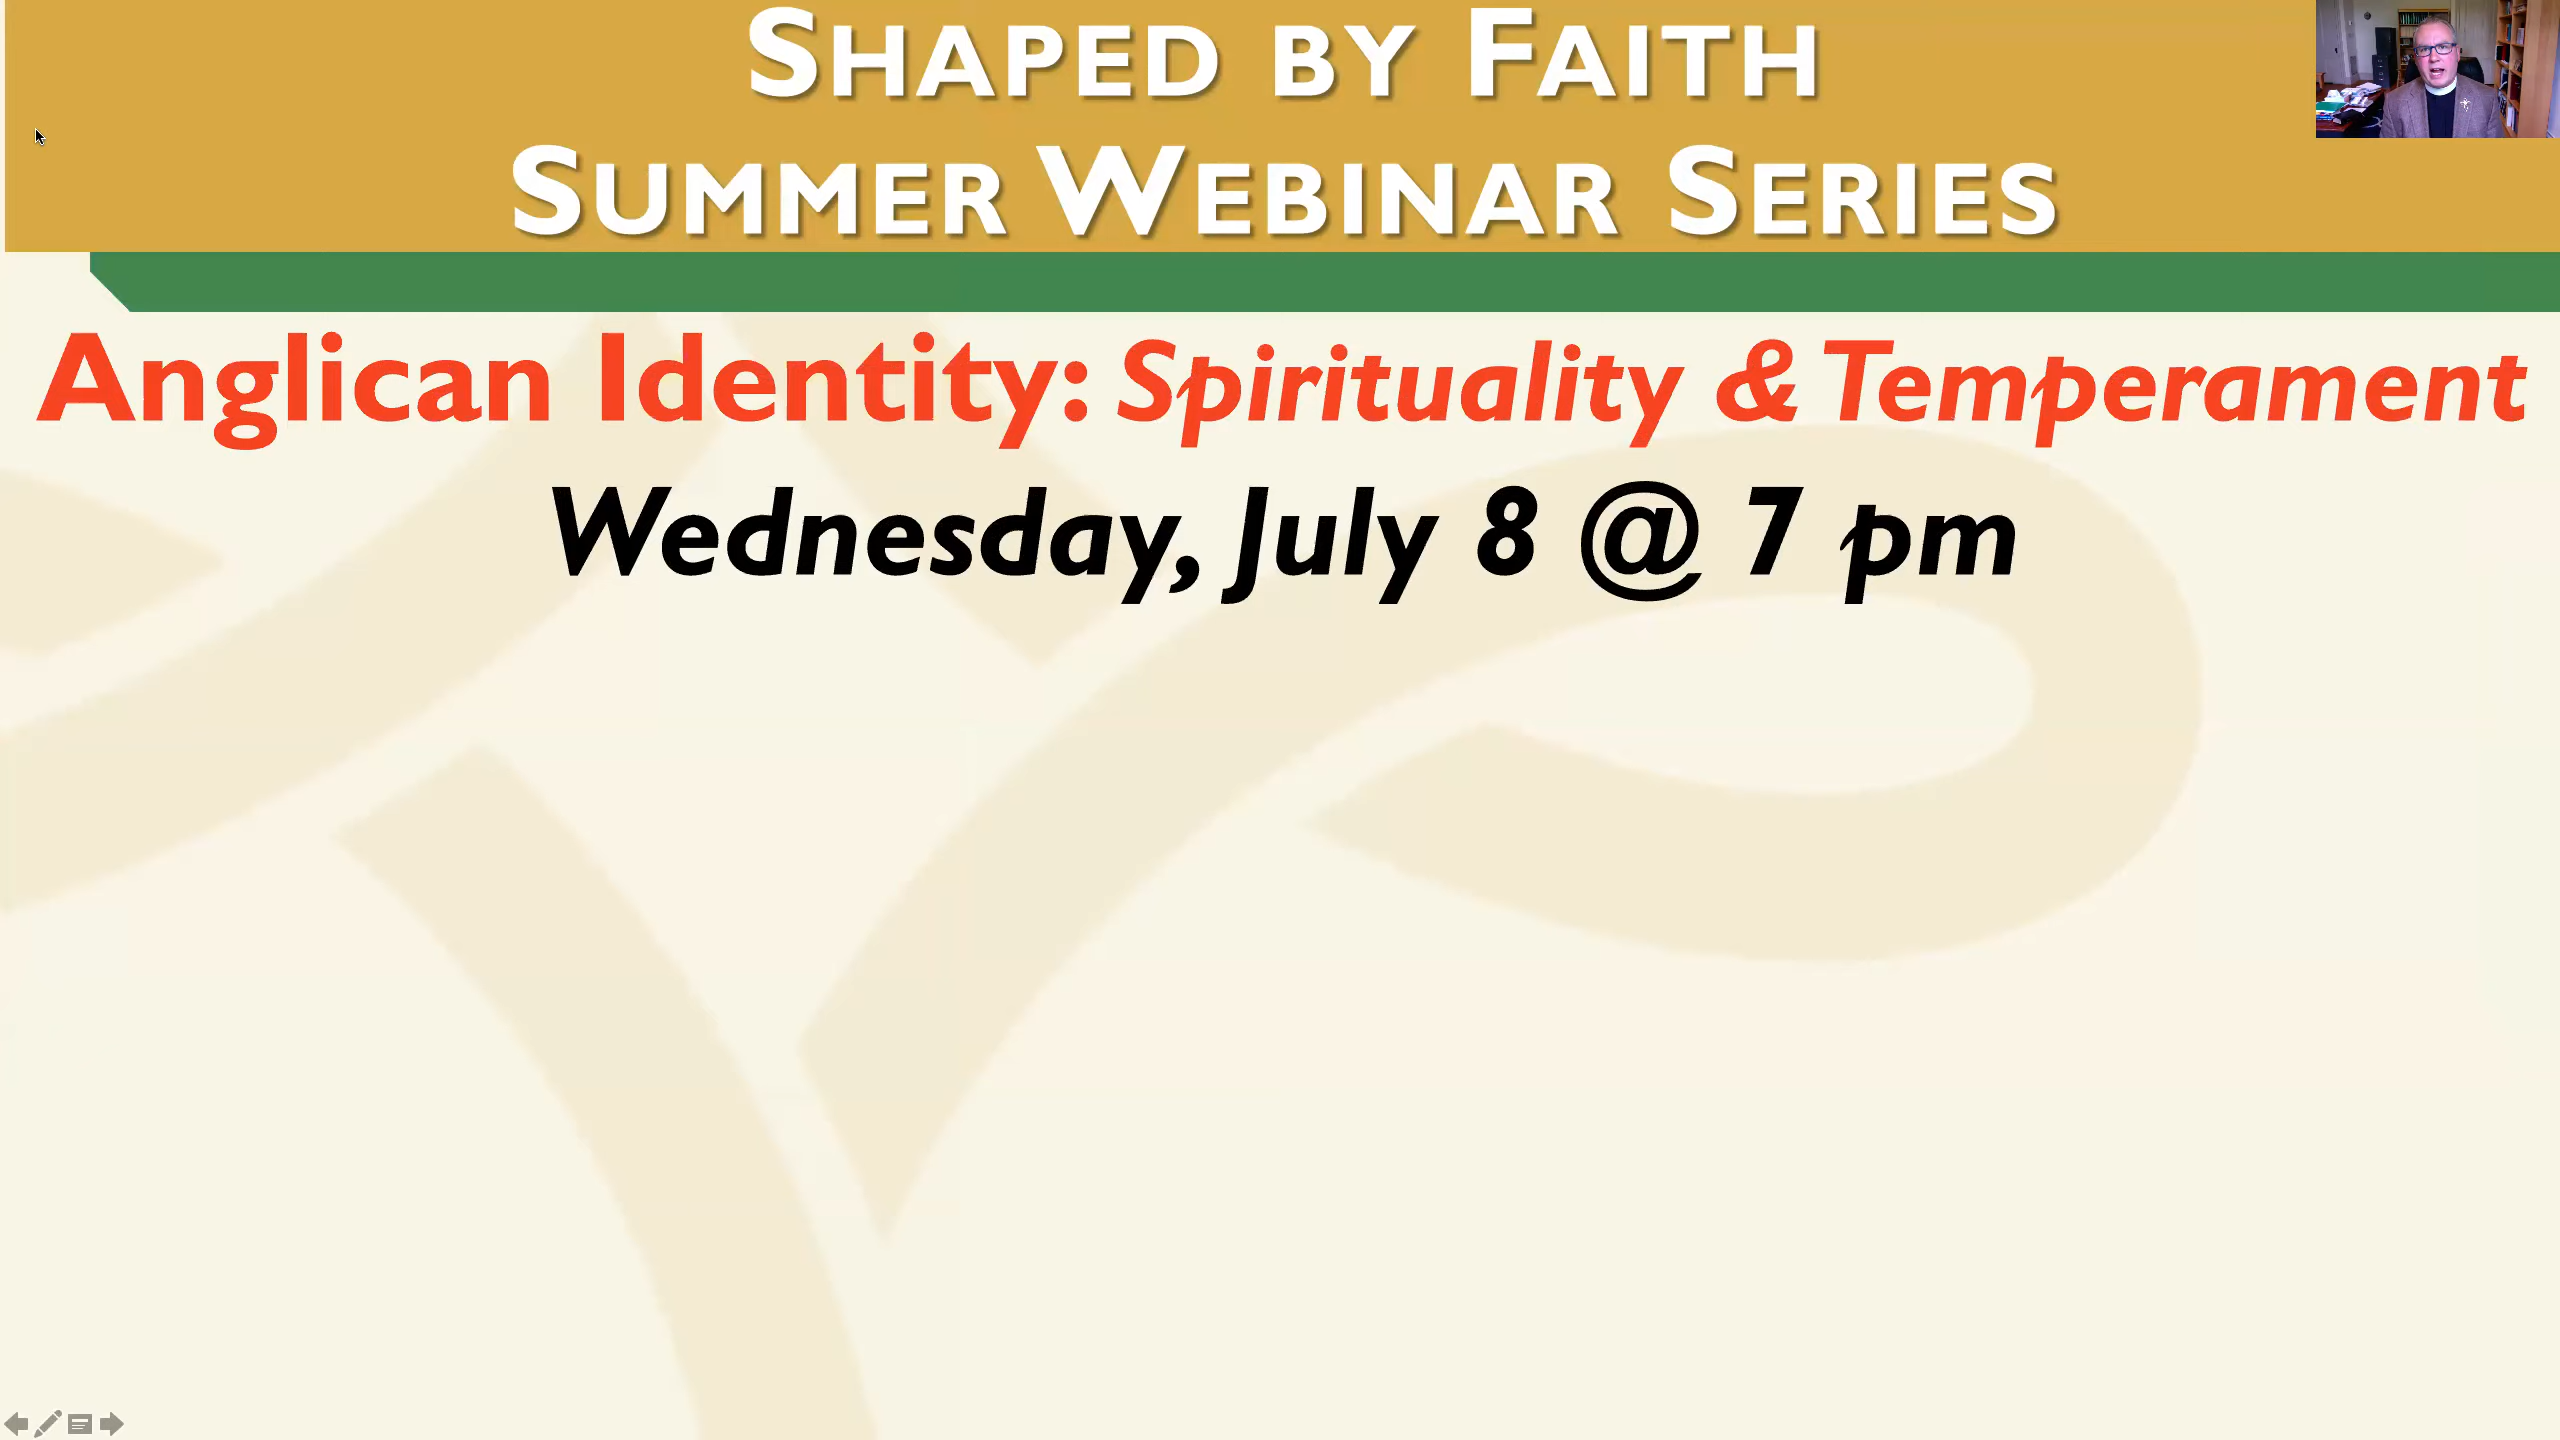 SHAPED BY FAITH
SUMMER WEBINAR SERIES
Anglican Identity: Spirituality & Temperament
Wednesday, July 8 @ 7 pm